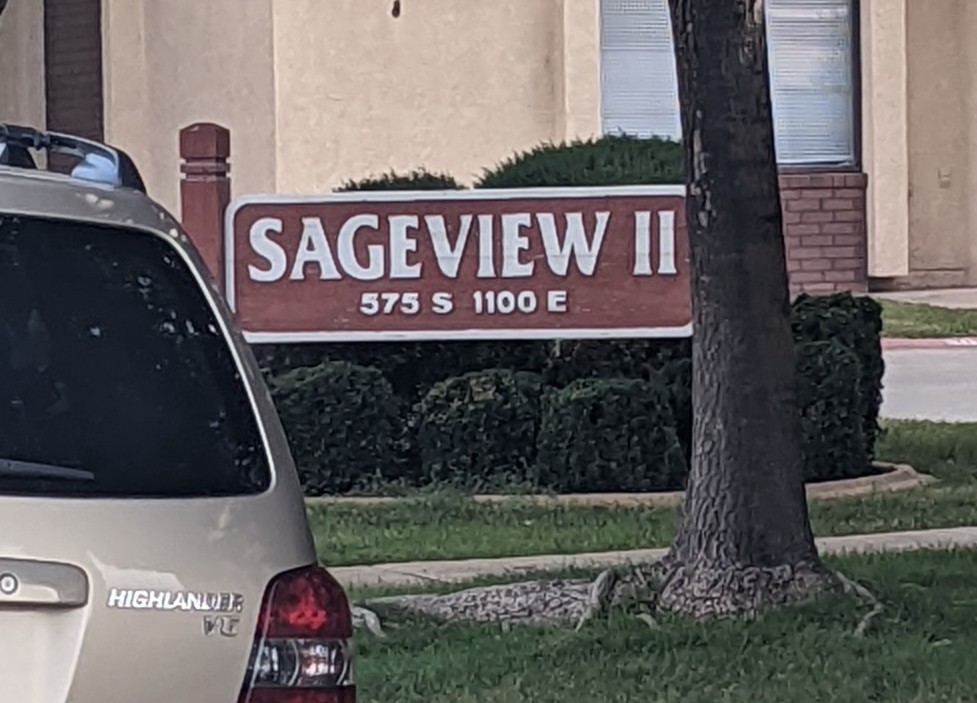 SAGEVIEW II
575 S 1100 E
HIGHLANDER
V6